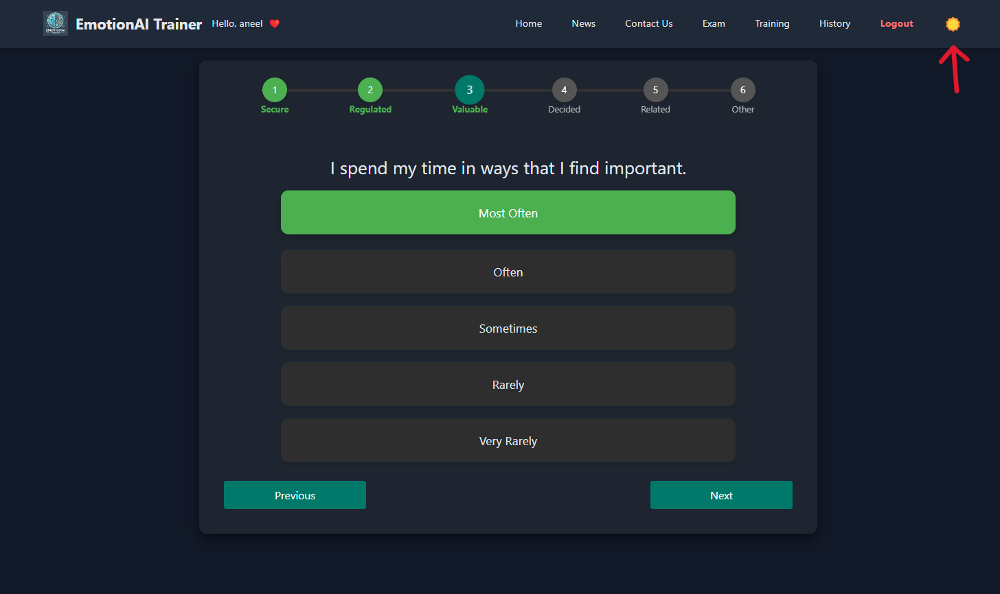 EMOTIONAI
EmotionAI Trainer Hello, aneel
Home News Contact Us Exam Training History Logout
1 2 3 4 5 6
Secure Regulated Valuable Decided Related Other
I spend my time in ways that I find important.
Most Often
Often
Sometimes
Rarely
Very Rarely
Previous Next